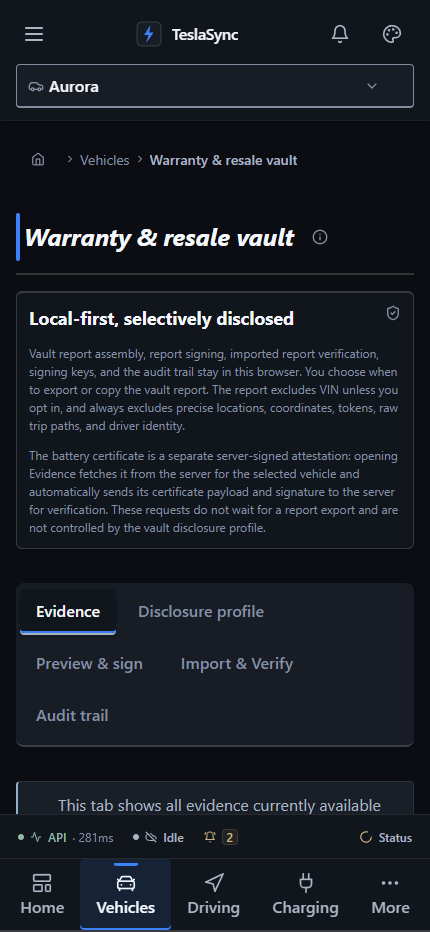 TeslaSync
Aurora
Vehicles
Warranty & resale vault
Warranty & resale vault
Local-first, selectively disclosed
Vault report assembly, report signing, imported report verification,
signing keys, and the audit trail stay in this browser. You choose when
to export or copy the vault report. The report excludes VIN unless you
opt in, and always excludes precise locations, coordinates, tokens, raw
trip paths, and driver identity.
The battery certificate is a separate server-signed attestation: opening
Evidence fetches it from the server for the selected vehicle and
automatically sends its certificate payload and signature to the server
for verification. These requests do not wait for a report export and are
not controlled by the vault disclosure profile.
Evidence
Disclosure profile
Preview & sign
Import & Verify
Audit trail
This tab shows all evidence currently available
API · 281ms
Idle
2
Status
Home
Vehicles
Driving
Charging
More